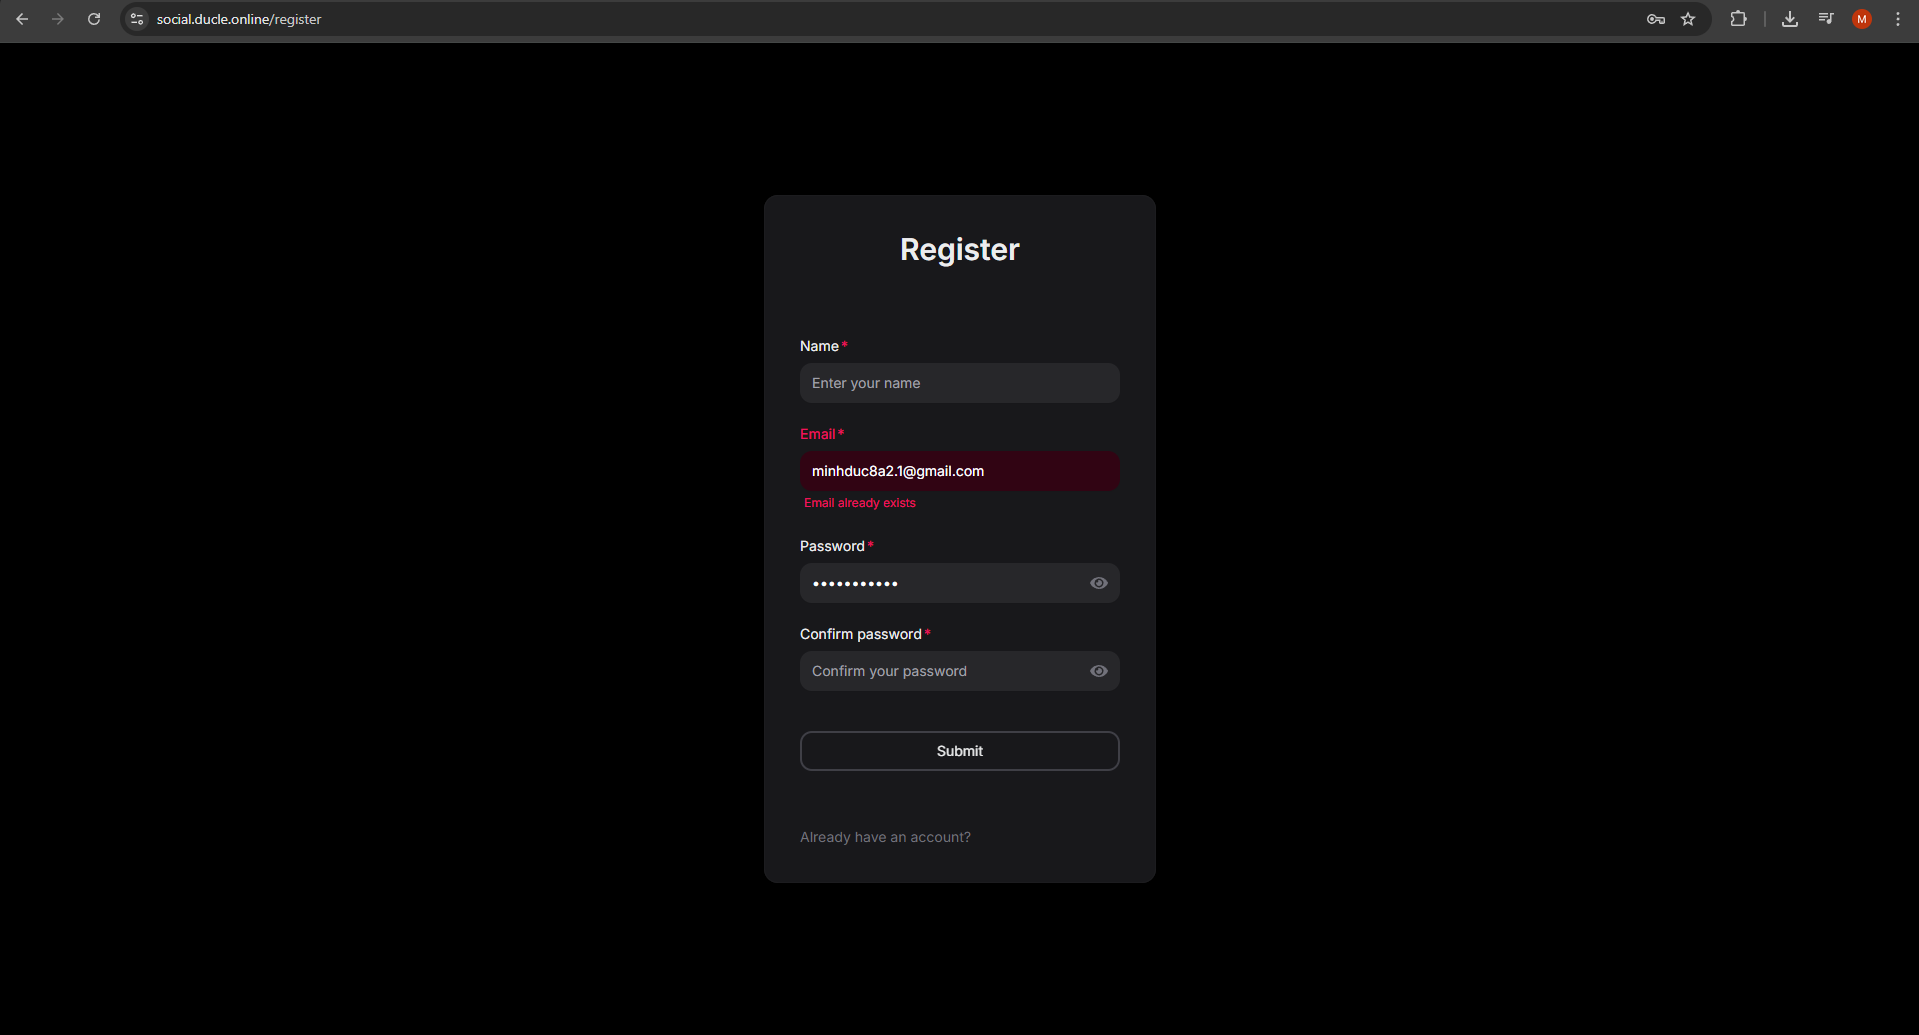 social.ducle.online/register
M
Register
Name*
Enter your name
Email*
minhduc8a2.1@gmail.com
Email already exists
Password*
•••••••••••
Confirm password*
Confirm your password
Submit
Already have an account?